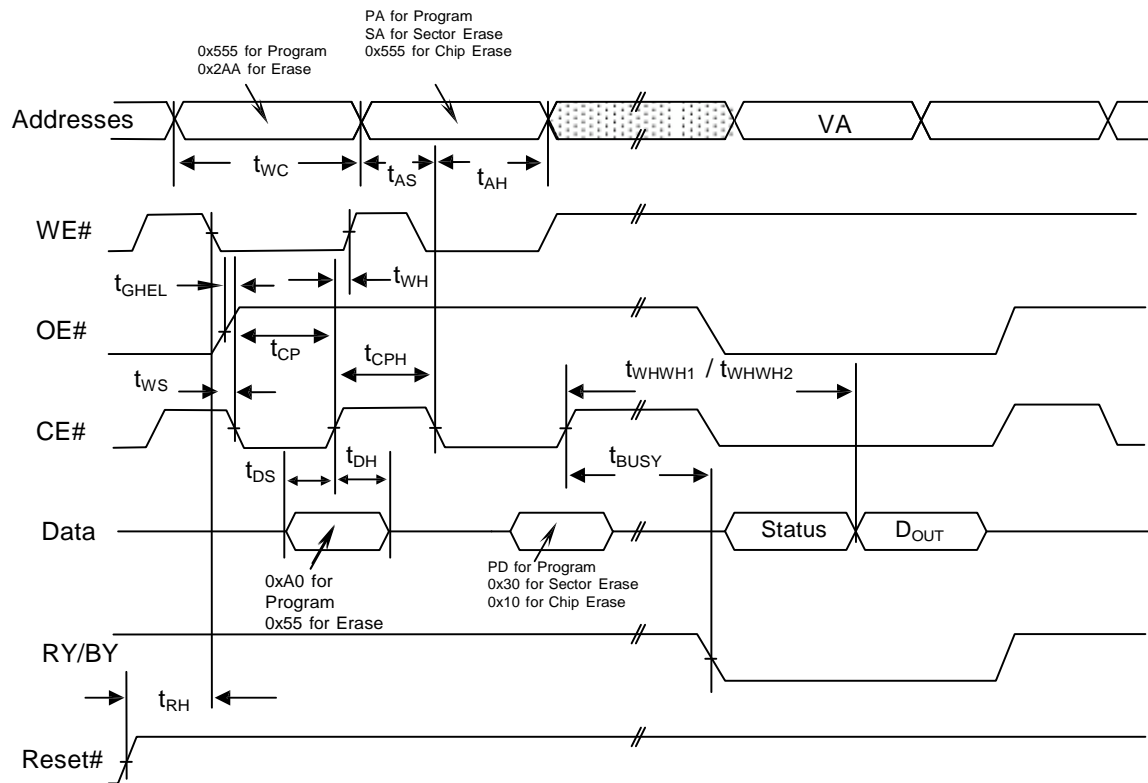 PA for Program
SA for Sector Erase
0x555 for Chip Erase
0x555 for Program
0x2AA for Erase
Addresses
VA
tWC
tAS
tAH
WE#
tGHEL
tWH
OE#
tCP
tCPH
tWHWH1 / tWHWH2
tWS
CE#
tDS
tDH
tBUSY
Data
Status
DOUT
0xA0 for
Program
0x55 for Erase
PD for Program
0x30 for Sector Erase
0x10 for Chip Erase
RY/BY
tRH
Reset#